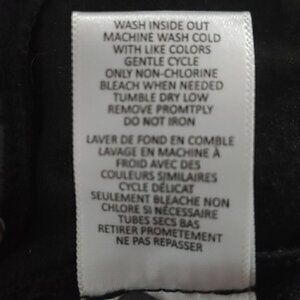 WASH INSIDE OUT
MACHINE WASH COLD
WITH LIKE COLORS
GENTLE CYCLE
ONLY NON-CHLORINE
BLEACH WHEN NEEDED
TUMBLE DRY LOW
REMOVE PROMTPLY
DO NOT IRON
LAVER DE FOND EN COMBLE
LAVAGE EN MACHINE À
FROID AVEC DES
COULEURS SIMILAIRES
CYCLE DÉLICAT
SEULEMENT BLEACHE NON
CHLORE SI NÉCESSAIRE
TUBES SECS BAS
RETIRER PROMETEMENT
NE PAS REPASSER